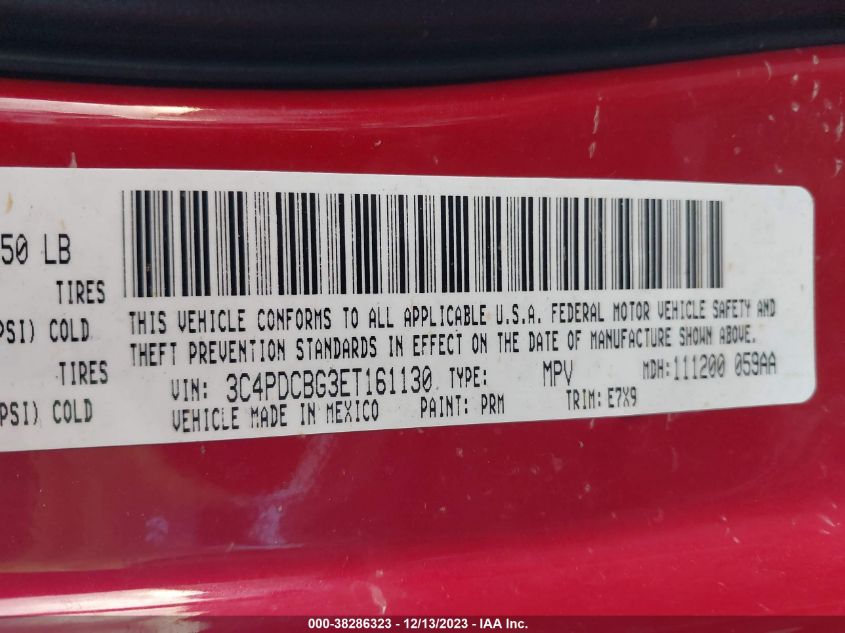 50 LB
TIRES
PSI) COLD
TIRES
PSI) COLD
THIS VEHICLE CONFORMS TO ALL APPLICABLE U.S.A. FEDERAL MOTOR VEHICLE SAFETY AND
THEFT PREVENTION STANDARDS IN EFFECT ON THE DATE OF MANUFACTURE SHOWN ABOVE.
VIN: 3C4PDCBG3ET161130 TYPE: MPV MDH:111200 059AA
VEHICLE MADE IN MEXICO PAINT: PRM TRIM: E7X9
000-38286323 - 12/13/2023 - IAA Inc.